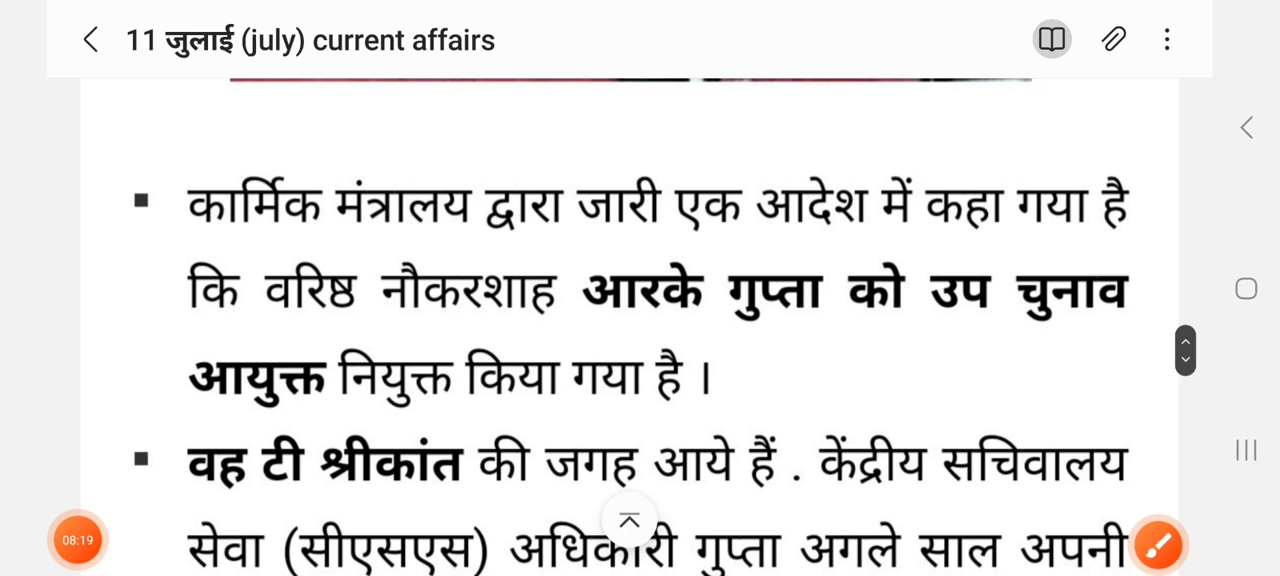 11 जुलाई (july) current affairs
कार्मिक मंत्रालय द्वारा जारी एक आदेश में कहा गया है
कि वरिष्ठ नौकरशाह आरके गुप्ता को उप चुनाव
आयुक्त नियुक्त किया गया है ।
वह टी श्रीकांत की जगह आये हैं . केंद्रीय सचिवालय
सेवा (सीएसएस) अधिकारी गुप्ता अगले साल अपनी
08:19